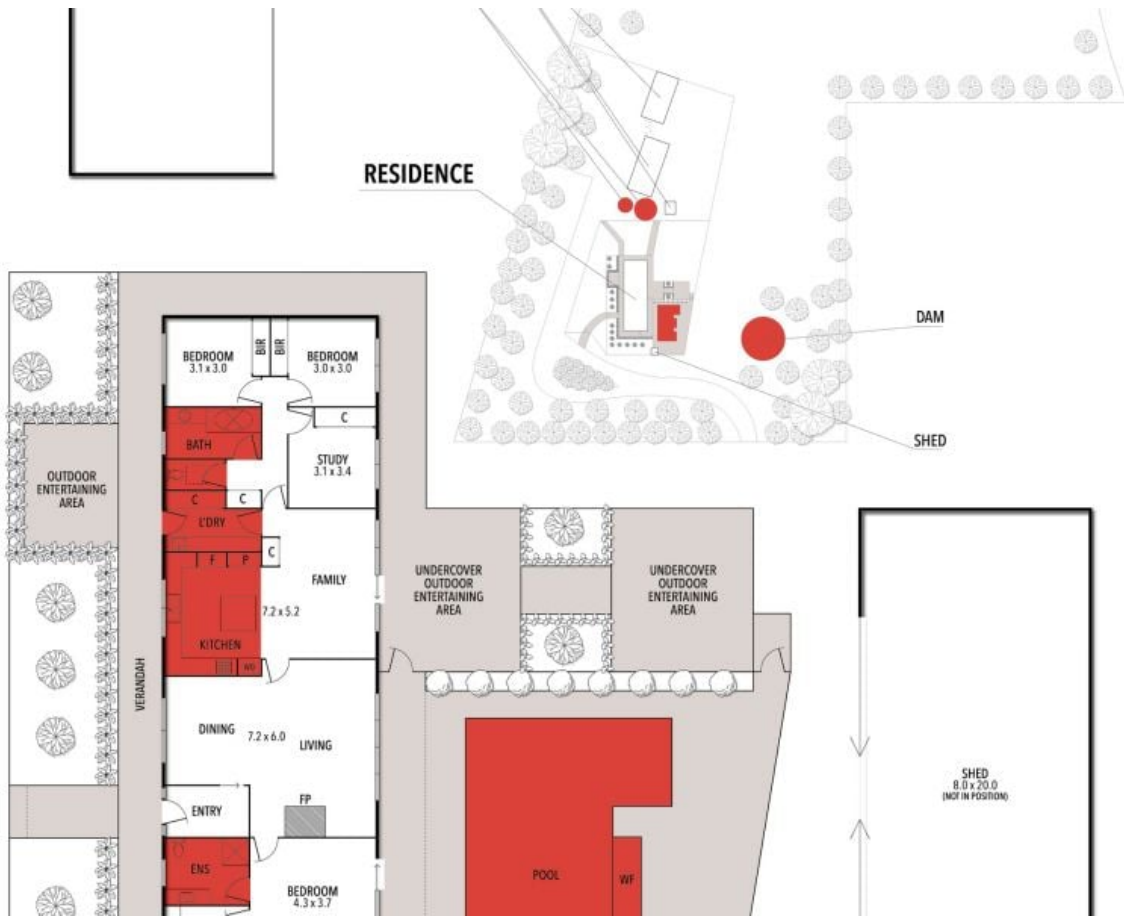 RESIDENCE
DAM
SHED
BEDROOM
3.1 x 3.0
BIR
BIR
BEDROOM
3.0 x 3.0
C
BATH
STUDY
3.1 x 3.4
OUTDOOR
ENTERTAINING
AREA
C
C
L'DRY
C
F
P
FAMILY
7.2 x 5.2
KITCHEN
WO
UNDERCOVER
OUTDOOR
ENTERTAINING
AREA
UNDERCOVER
OUTDOOR
ENTERTAINING
AREA
VERANDAH
DINING
7.2 x 6.0
LIVING
FP
ENTRY
ENS
BEDROOM
4.3 x 3.7
POOL
WF
SHED
8.0 x 20.0
(NOT IN POSITION)